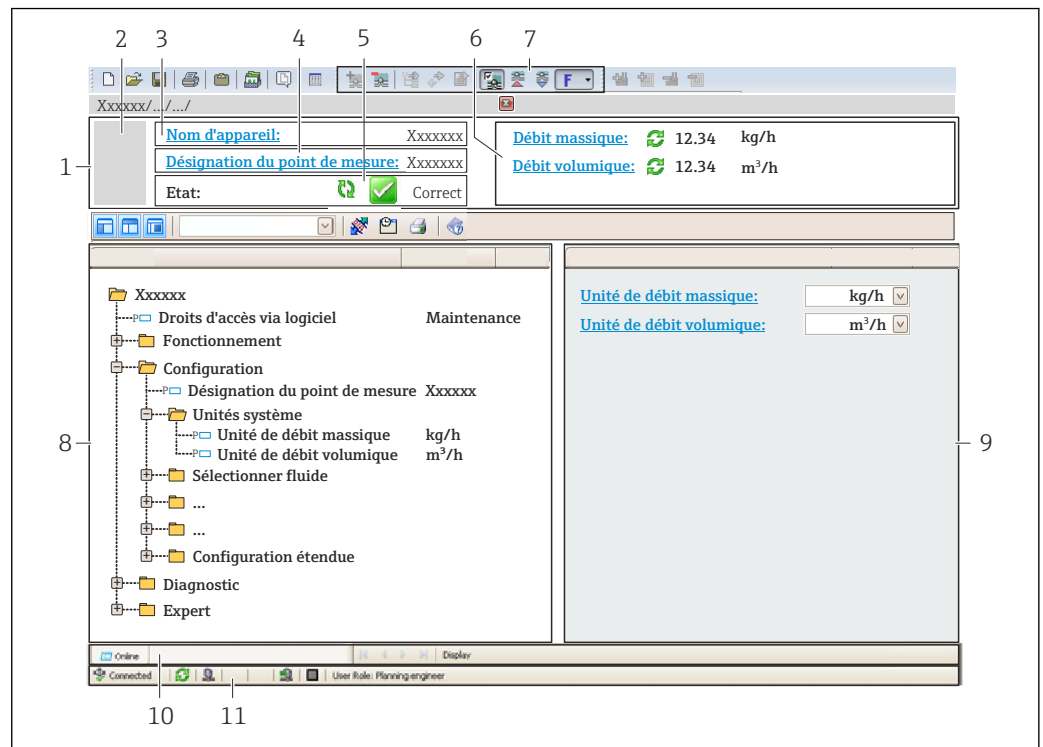 2 3 4 5 6 7
F
Xxxxxx/.../.../
1
Nom d'appareil: Xxxxxxx
Désignation du point de mesure: Xxxxxxx
Etat: Correct
Débit massique: 12.34 kg/h
Débit volumique: 12.34 m³/h
Xxxxxx
P Droits d'accès via logiciel Maintenance
Fonctionnement
Configuration
P Désignation du point de mesure Xxxxxx
Unités système
P Unité de débit massique kg/h
P Unité de débit volumique m³/h
Sélectionner fluide
...
...
Configuration étendue
Diagnostic
Expert
8
Unité de débit massique: kg/h
Unité de débit volumique: m³/h
9
Online Display
Connected User Role: Planning engineer
10 11